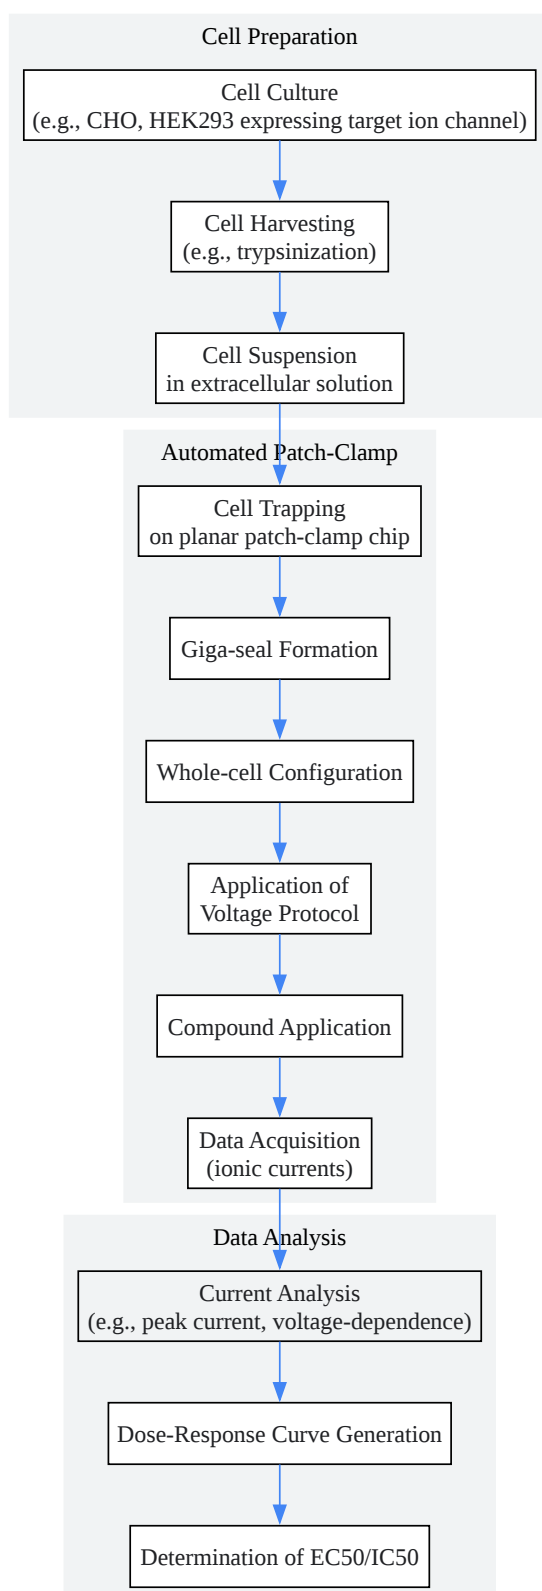 Cell Preparation
Cell Culture
(e.g., CHO, HEK293 expressing target ion channel)
Cell Harvesting
(e.g., trypsinization)
Cell Suspension
in extracellular solution
Automated Patch-Clamp
Cell Trapping
on planar patch-clamp chip
Giga-seal Formation
Whole-cell Configuration
Application of
Voltage Protocol
Compound Application
Data Acquisition
(ionic currents)
Data Analysis
Current Analysis
(e.g., peak current, voltage-dependence)
Dose-Response Curve Generation
Determination of EC50/IC50